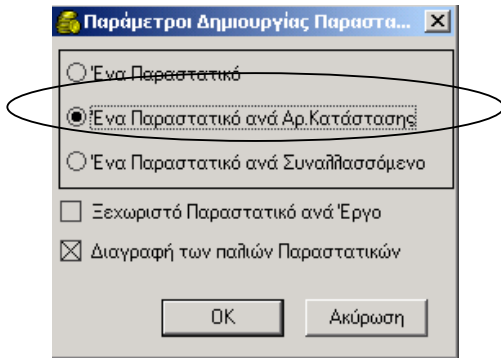 Παράμετροι Δημιουργίας Παραστα...
Ένα Παραστατικό
Ένα Παραστατικό ανά Αρ.Κατάστασης
Ένα Παραστατικό ανά Συναλλασσόμενο
Ξεχωριστό Παραστατικό ανά Έργο
Διαγραφή των παλιών Παραστατικών
OK Ακύρωση